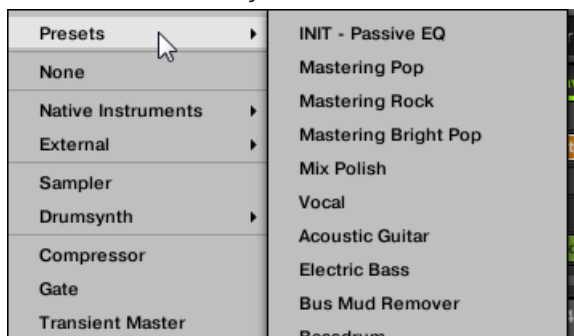 Presets
None
Native Instruments
External
Sampler
Drumsynth
Compressor
Gate
Transient Master
INIT - Passive EQ
Mastering Pop
Mastering Rock
Mastering Bright Pop
Mix Polish
Vocal
Acoustic Guitar
Electric Bass
Bus Mud Remover